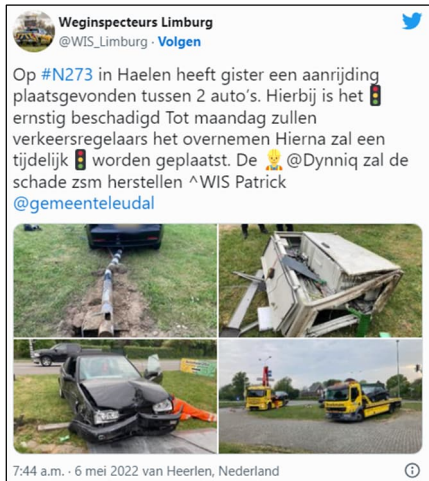 Weginspecteurs Limburg
@WIS_Limburg · Volgen
Op #N273 in Haelen heeft gister een aanrijding
plaatsgevonden tussen 2 auto's. Hierbij is het 🚦
ernstig beschadigd Tot maandag zullen
verkeersregelaars het overnemen Hierna zal een
tijdelijk 🚦 worden geplaatst. De 👷 @Dynniq zal de
schade zsm herstellen ^WIS Patrick
@gemeenteleudal
7:44 a.m. · 6 mei 2022 van Heerlen, Nederland